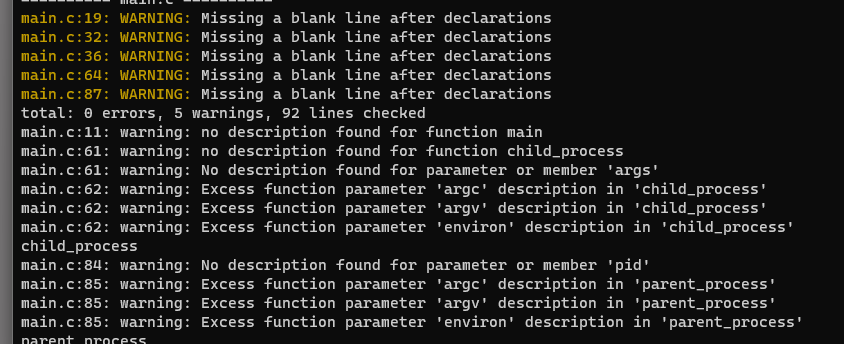 ---------- main.c ----------
main.c:19: WARNING: Missing a blank line after declarations
main.c:32: WARNING: Missing a blank line after declarations
main.c:36: WARNING: Missing a blank line after declarations
main.c:64: WARNING: Missing a blank line after declarations
main.c:87: WARNING: Missing a blank line after declarations
total: 0 errors, 5 warnings, 92 lines checked
main.c:11: warning: no description found for function main
main.c:61: warning: no description found for function child_process
main.c:61: warning: No description found for parameter or member 'args'
main.c:62: warning: Excess function parameter 'argc' description in 'child_process'
main.c:62: warning: Excess function parameter 'argv' description in 'child_process'
main.c:62: warning: Excess function parameter 'environ' description in 'child_process'
child_process
main.c:84: warning: No description found for parameter or member 'pid'
main.c:85: warning: Excess function parameter 'argc' description in 'parent_process'
main.c:85: warning: Excess function parameter 'argv' description in 'parent_process'
main.c:85: warning: Excess function parameter 'environ' description in 'parent_process'
parent_process